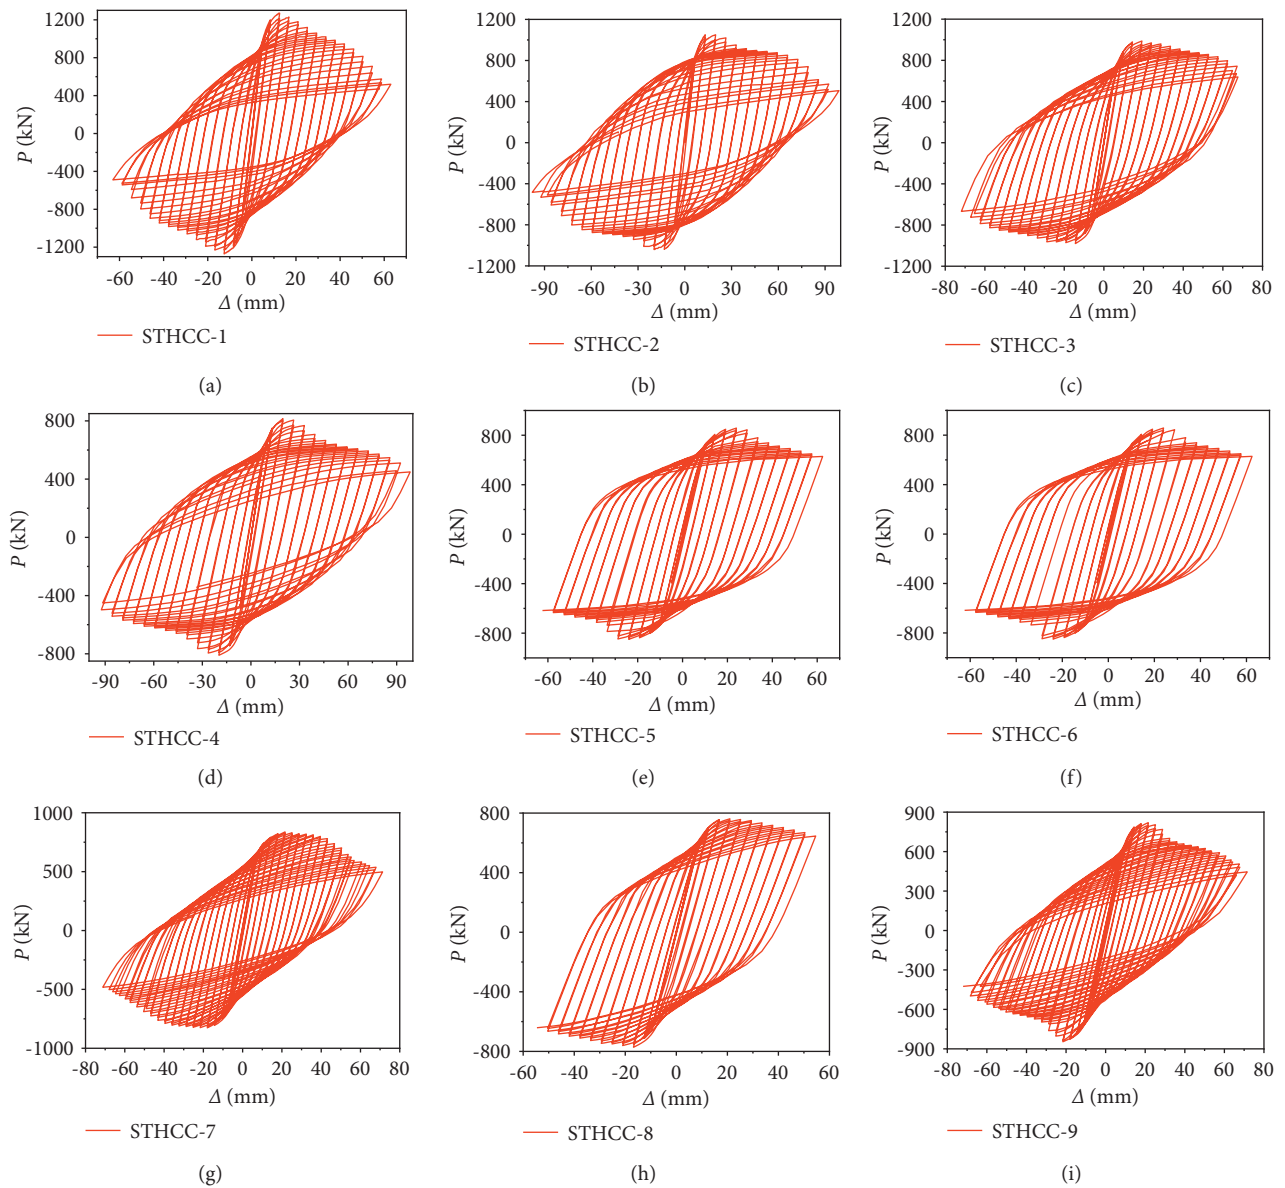 1200
800
400
0
-400
-800
-1200
P (kN)
-60 -40 -20 0 20 40 60
Δ (mm)
STHCC-1
(a)
1200
800
400
0
-400
-800
-1200
P (kN)
-90 -60 -30 0 30 60 90
Δ (mm)
STHCC-2
(b)
1200
800
400
0
-400
-800
-1200
P (kN)
-80 -60 -40 -20 0 20 40 60 80
Δ (mm)
STHCC-3
(c)
800
400
0
-400
-800
P (kN)
-90 -60 -30 0 30 60 90
Δ (mm)
STHCC-4
(d)
800
400
0
-400
-800
P (kN)
-60 -40 -20 0 20 40 60
Δ (mm)
STHCC-5
(e)
800
400
0
-400
-800
P (kN)
-60 -40 -20 0 20 40 60
Δ (mm)
STHCC-6
(f)
1000
500
0
-500
-1000
P (kN)
-80 -60 -40 -20 0 20 40 60 80
Δ (mm)
STHCC-7
(g)
800
400
0
-400
-800
P (kN)
-60 -40 -20 0 20 40 60
Δ (mm)
STHCC-8
(h)
900
600
300
0
-300
-600
-900
P (kN)
-80 -60 -40 -20 0 20 40 60 80
Δ (mm)
STHCC-9
(i)